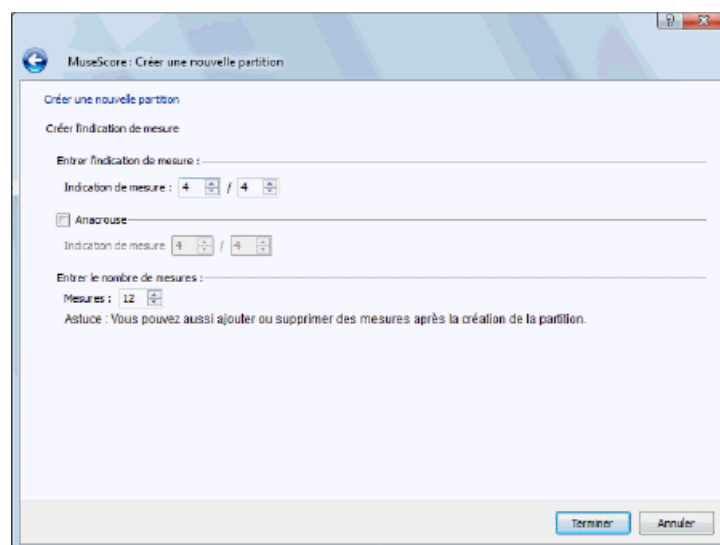 MuseScore : Créer une nouvelle partition
Créer une nouvelle partition
Créer l'indication de mesure
Entrer l'indication de mesure :
Indication de mesure : 4 / 4
Anacrouse
Indication de mesure 4 / 4
Entrer le nombre de mesures :
Mesures : 12
Astuce : Vous pouvez aussi ajouter ou supprimer des mesures après la création de la partition.
Terminer Annuler